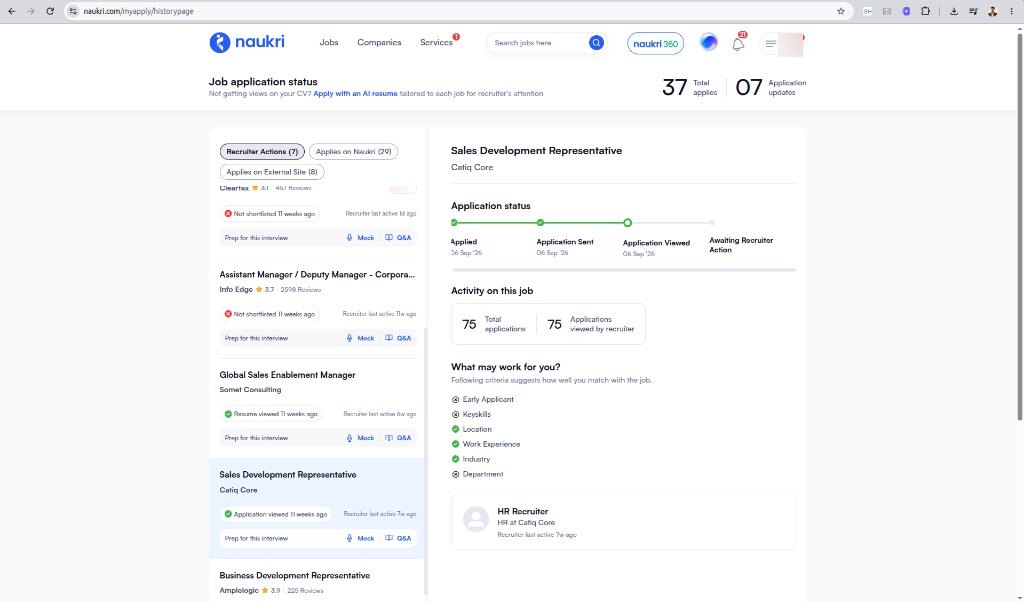 naukri.com/myapply/historypage
naukri
Jobs
Companies
Services
1
Search jobs here
naukri 360
21
Job application status
Not getting views on your CV? Apply with an AI resume tailored to each job for recruiter's attention
37 Total applies
07 Application updates
Recruiter Actions (7)
Applies on Naukri (29)
Applies on External Site (8)
Cleartax 3.1 457 Reviews
Not shortlisted 11 weeks ago
Recruiter last active 1d ago
Prep for this interview
Mock
Q&A
Assistant Manager / Deputy Manager - Corpora...
Info Edge 3.7 2598 Reviews
Not shortlisted 11 weeks ago
Recruiter last active 11w ago
Prep for this interview
Mock
Q&A
Global Sales Enablement Manager
Somet Consulting
Resume viewed 11 weeks ago
Recruiter last active 6w ago
Prep for this interview
Mock
Q&A
Sales Development Representative
Catiq Core
Application viewed 11 weeks ago
Recruiter last active 7w ago
Prep for this interview
Mock
Q&A
Business Development Representative
Amplelogic 3.9 225 Reviews
Sales Development Representative
Catiq Core
Application status
Applied
06 Sep '26
Application Sent
06 Sep '26
Application Viewed
06 Sep '26
Awaiting Recruiter
Action
Activity on this job
75 Total applications
75 Applications viewed by recruiter
What may work for you?
Following criteria suggests how well you match with the job.
Early Applicant
Keyskills
Location
Work Experience
Industry
Department
HR Recruiter
HR at Catiq Core
Recruiter last active 7w ago